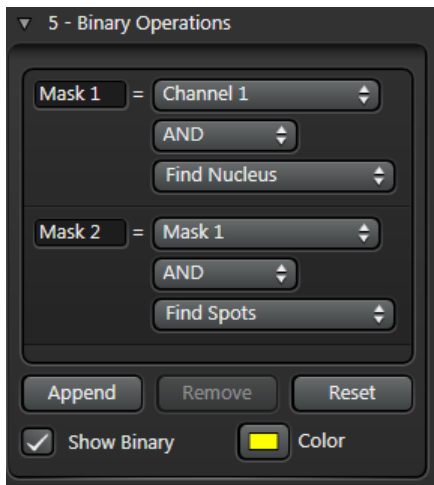 5 - Binary Operations
Mask 1 = Channel 1
AND
Find Nucleus
Mask 2 = Mask 1
AND
Find Spots
Append Remove Reset
Show Binary Color